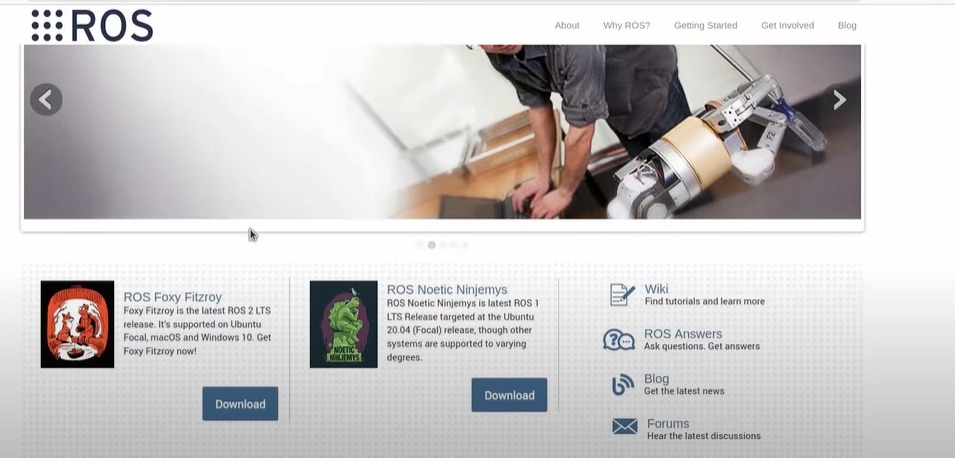 ROS
About Why ROS? Getting Started Get Involved Blog
ROS Foxy Fitzroy
Foxy Fitzroy is the latest ROS 2 LTS
release. It's supported on Ubuntu
Focal, macOS and Windows 10. Get
Foxy Fitzroy now!
Download
NOETIC
NINJEMYS
ROS Noetic Ninjemys
ROS Noetic Ninjemys is latest ROS 1
LTS Release targeted at the Ubuntu
20.04 (Focal) release, though other
systems are supported to varying
degrees.
Download
Wiki
Find tutorials and learn more
ROS Answers
Ask questions. Get answers
Blog
Get the latest news
Forums
Hear the latest discussions